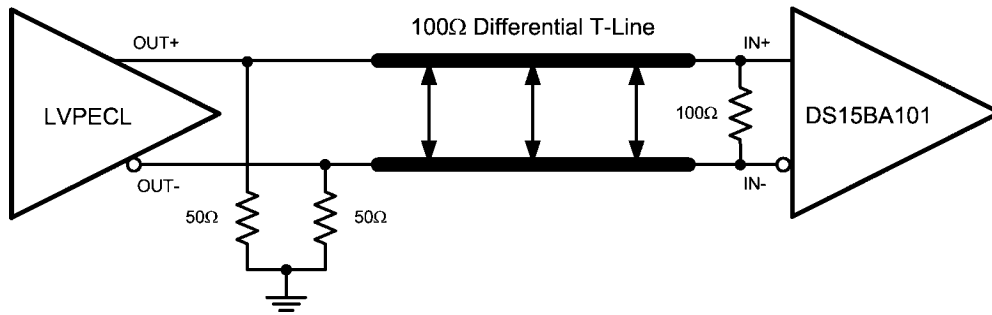 100Ω Differential T-Line
OUT+
IN+
LVPECL
100Ω
DS15BA101
OUT-
IN-
50Ω
50Ω